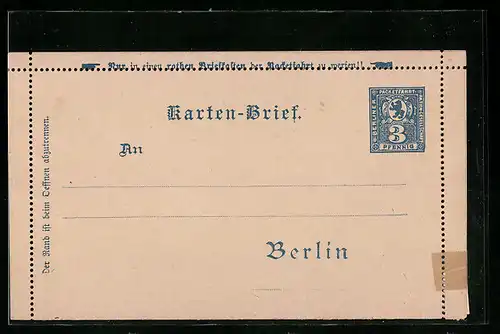 Nur in einen rothen Briefkasten der Packetfahrt zu werfen!!
Karten-Brief.
BERLINER PACKETFAHRT
3
PFENNIG
An
Berlin
Der Rand ist beim Oeffnen abzutrennen.